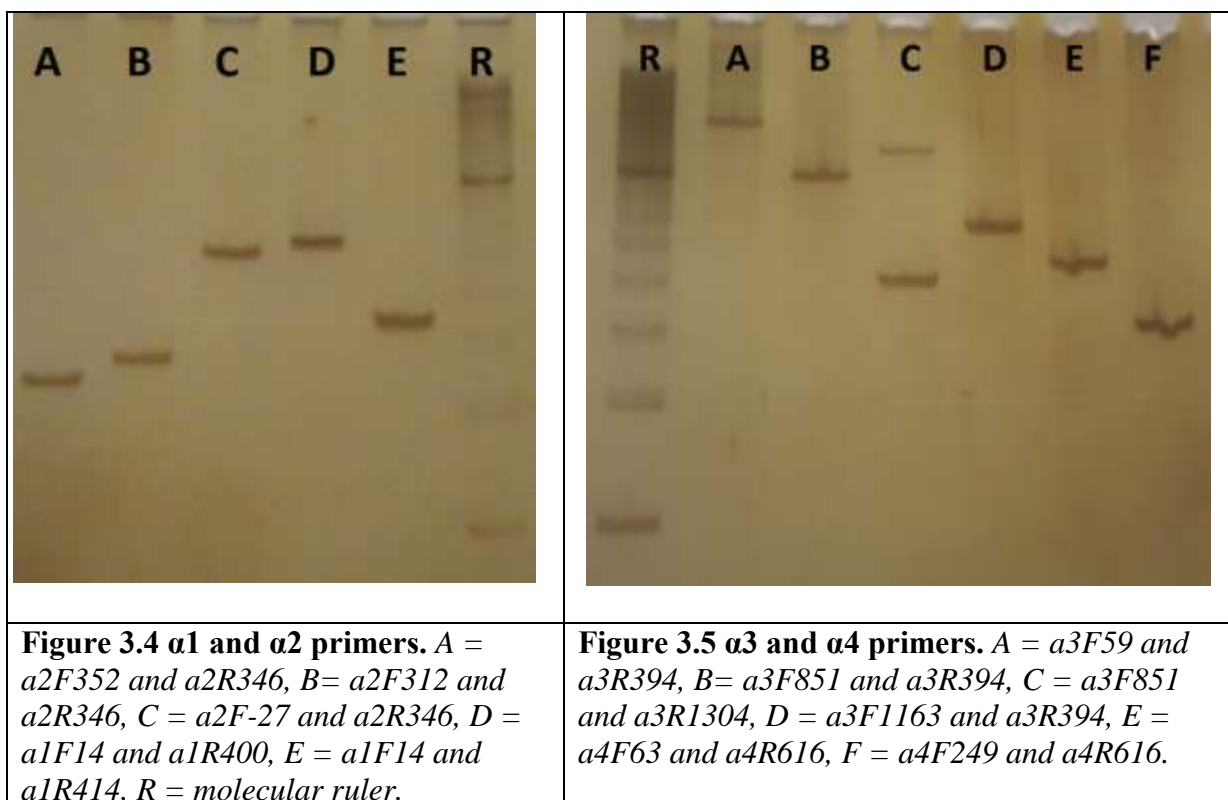 A B C D E R
R A B C D E F
Figure 3.4 α1 and α2 primers. A =
a2F352 and a2R346, B= a2F312 and
a2R346, C = a2F-27 and a2R346, D =
a1F14 and a1R400, E = a1F14 and
a1R414. R = molecular ruler.
Figure 3.5 α3 and α4 primers. A = a3F59 and
a3R394, B= a3F851 and a3R394, C = a3F851
and a3R1304, D = a3F1163 and a3R394, E =
a4F63 and a4R616, F = a4F249 and a4R616.